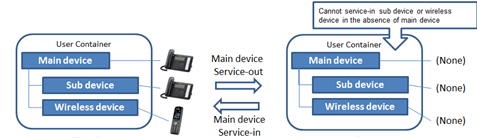 Cannot service-in sub device or wireless
device in the absence of main device
User Container
Main device
Sub device
Wireless device
Main device
Service-out
Main device
Service-in
User Container
Main device
(None)
Sub device
(None)
Wireless device
(None)